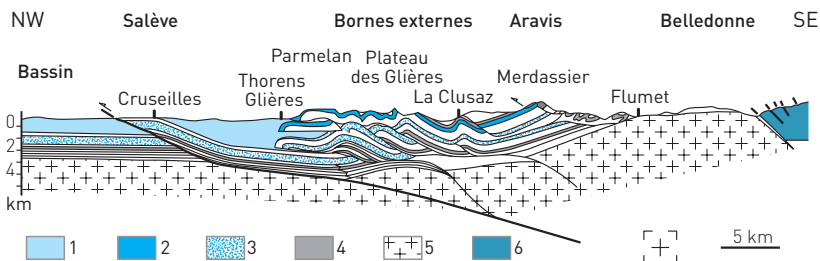 NW Salève Bornes externes Aravis Belledonne SE
Parmelan Plateau
Bassin Thorens des Glières Merdassier
Cruseilles Glières La Clusaz Flumet
0
2
4
km
1 2 3 4 5 6 5 km